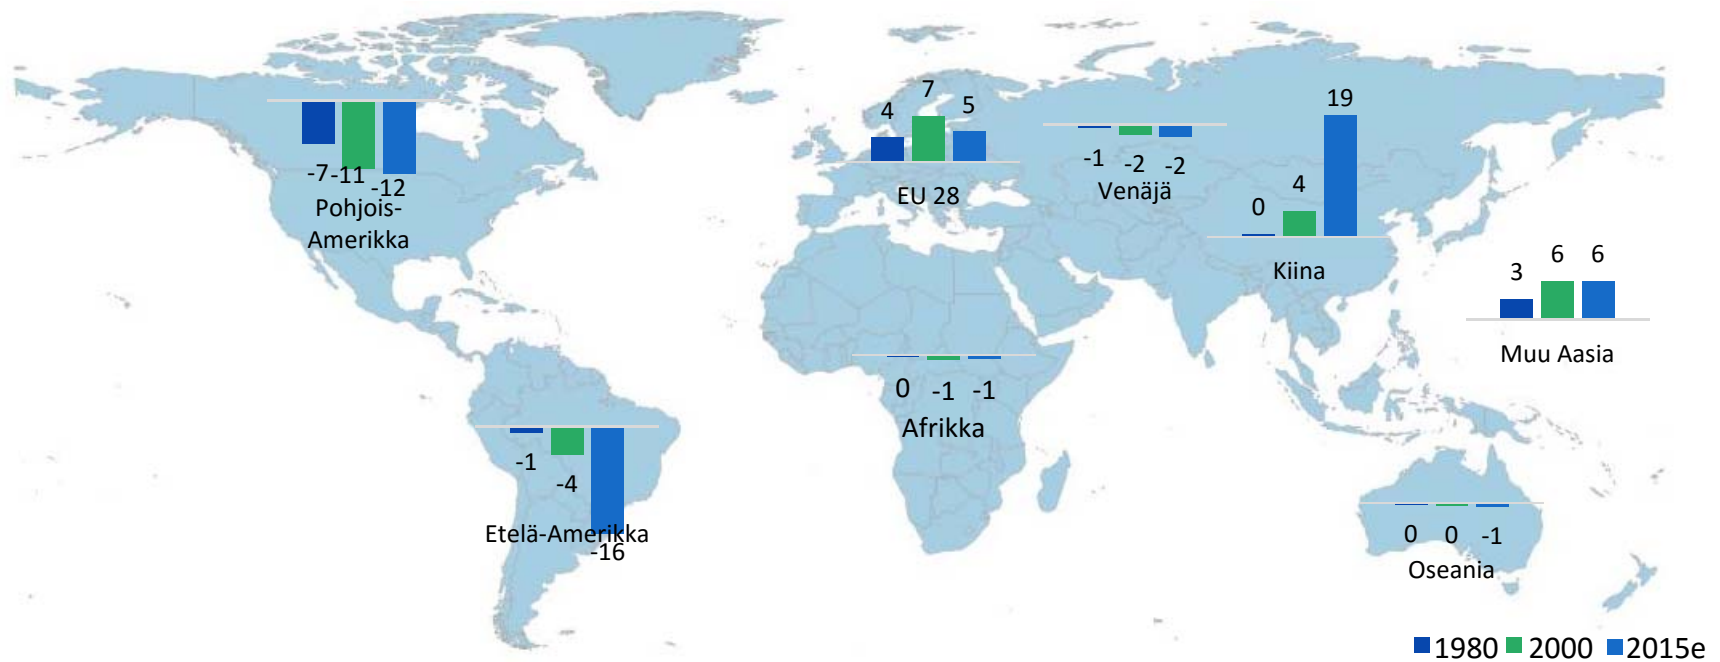 -7 -11 -12
Pohjois-
Amerikka
-1
-4
-16
Etelä-Amerikka
4 7 5
EU 28
-1 -2 -2
Venäjä
0 4 19
Kiina
3 6 6
Muu Aasia
0 -1 -1
Afrikka
0 0 -1
Oseania
1980 2000 2015e